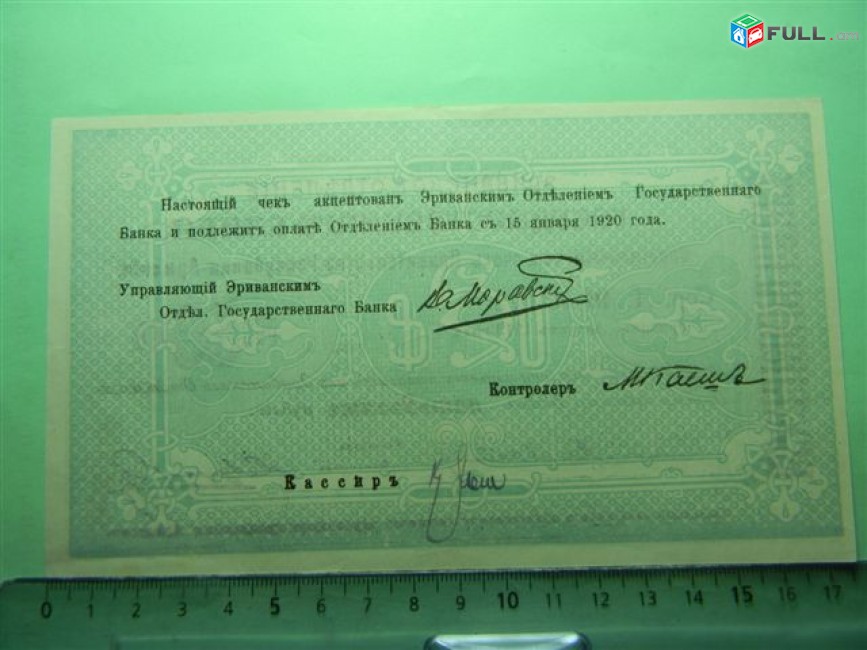 FULL.am
Настоящій чекъ акцептованъ Эриванскимъ Отдѣленіемъ Государственнаго
Банка и подлежитъ оплатѣ Отдѣленіемъ Банка съ 15 января 1920 года.
Управляющій Эриванскимъ
Отдѣл. Государственнаго Банка
Контролеръ
Кассиръ
0 1 2 3 4 5 6 7 8 9 10 11 12 13 14 15 16 17